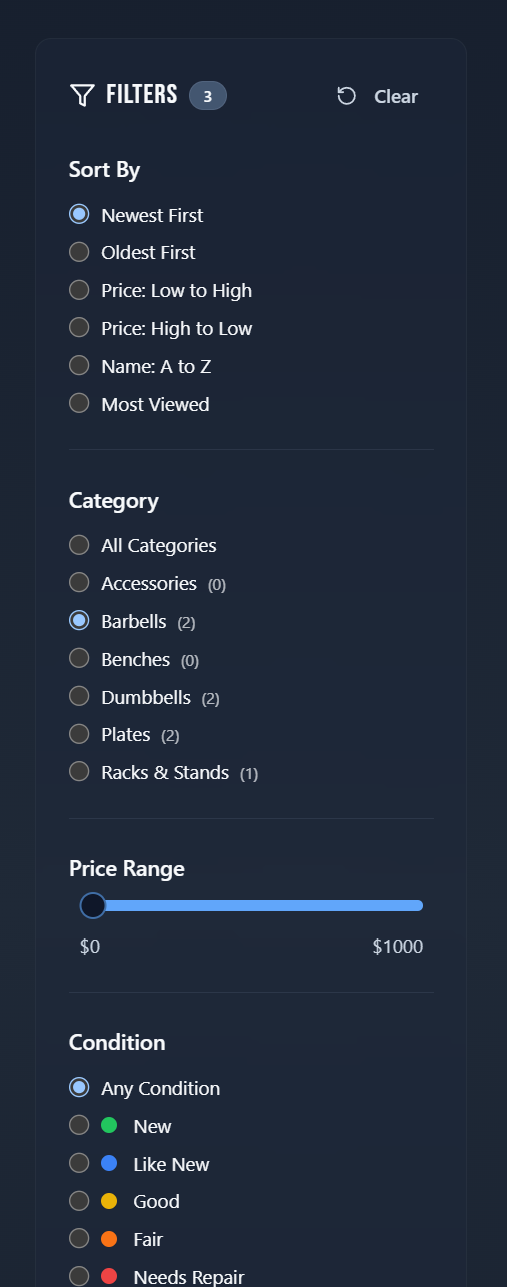 FILTERS 3 Clear
Sort By
Newest First
Oldest First
Price: Low to High
Price: High to Low
Name: A to Z
Most Viewed
Category
All Categories
Accessories (0)
Barbells (2)
Benches (0)
Dumbbells (2)
Plates (2)
Racks & Stands (1)
Price Range
$0 $1000
Condition
Any Condition
New
Like New
Good
Fair
Needs Repair